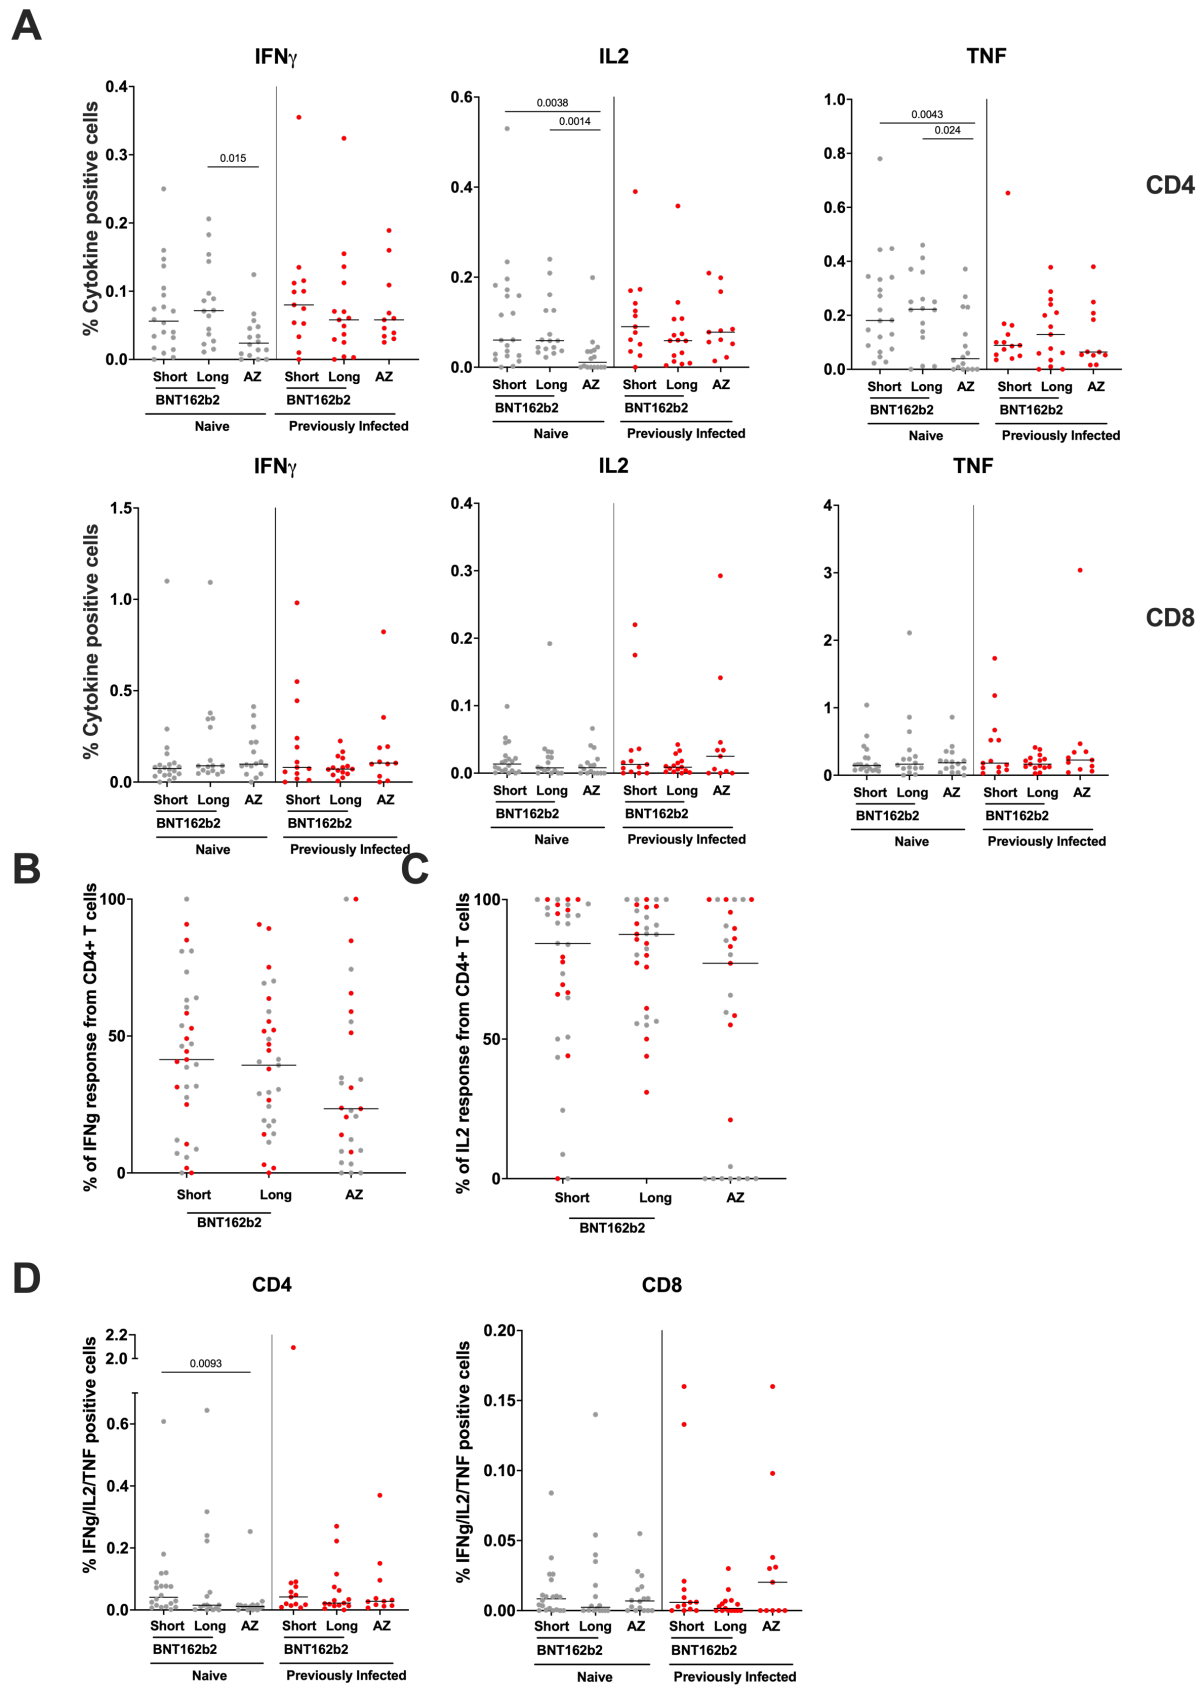 A
IFNγ
IL2
TNF
% Cytokine positive cells
0.4
0.3
0.2
0.1
0.0
0.015
Short Long AZ Short Long AZ
BNT162b2 BNT162b2
Naive Previously Infected
0.6
0.4
0.2
0.0
0.0038
0.0014
Short Long AZ Short Long AZ
BNT162b2 BNT162b2
Naive Previously Infected
1.0
0.8
0.6
0.4
0.2
0.0
0.0043
0.024
Short Long AZ Short Long AZ
BNT162b2 BNT162b2
Naive Previously Infected
CD4
IFNγ
IL2
TNF
% Cytokine positive cells
1.5
1.0
0.5
0.0
Short Long AZ Short Long AZ
BNT162b2 BNT162b2
Naive Previously Infected
0.4
0.3
0.2
0.1
0.0
Short Long AZ Short Long AZ
BNT162b2 BNT162b2
Naive Previously Infected
4
3
2
1
0
Short Long AZ Short Long AZ
BNT162b2 BNT162b2
Naive Previously Infected
CD8
B
% of IFNg response from CD4+ T cells
100
50
0
Short Long AZ
BNT162b2
C
% of IL2 response from CD4+ T cells
100
50
0
Short Long AZ
BNT162b2
D
CD4
% IFNg/IL2/TNF positive cells
2.2
2.0
0.6
0.4
0.2
0.0
0.0093
Short Long AZ Short Long AZ
BNT162b2 BNT162b2
Naive Previously Infected
CD8
% IFNg/IL2/TNF positive cells
0.20
0.15
0.10
0.05
0.00
Short Long AZ Short Long AZ
BNT162b2 BNT162b2
Naive Previously Infected